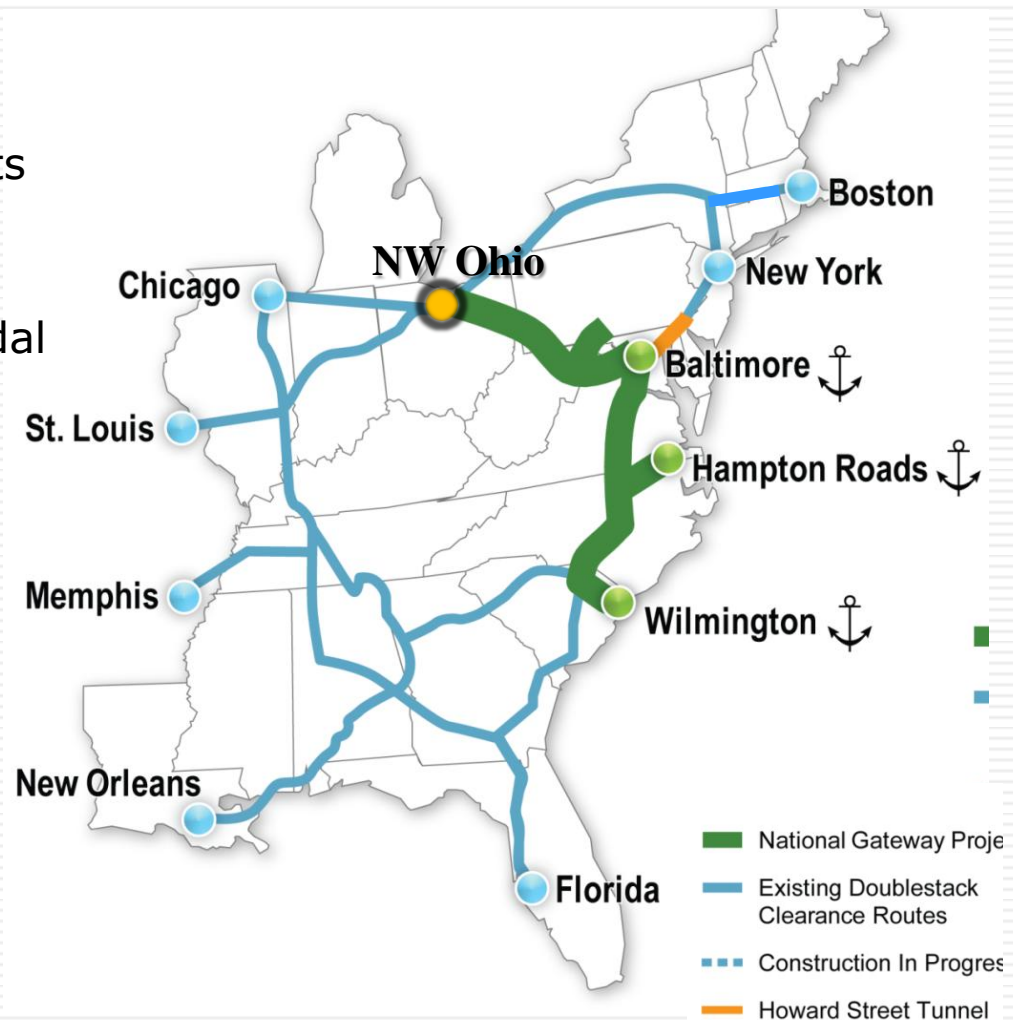 ts
Boston
NW Ohio
New York
Chicago
dal
Baltimore
St. Louis
Hampton Roads
Memphis
Wilmington
New Orleans
National Gateway Proje
Florida
Existing Doublestack
Clearance Routes
Construction In Progres
Howard Street Tunnel